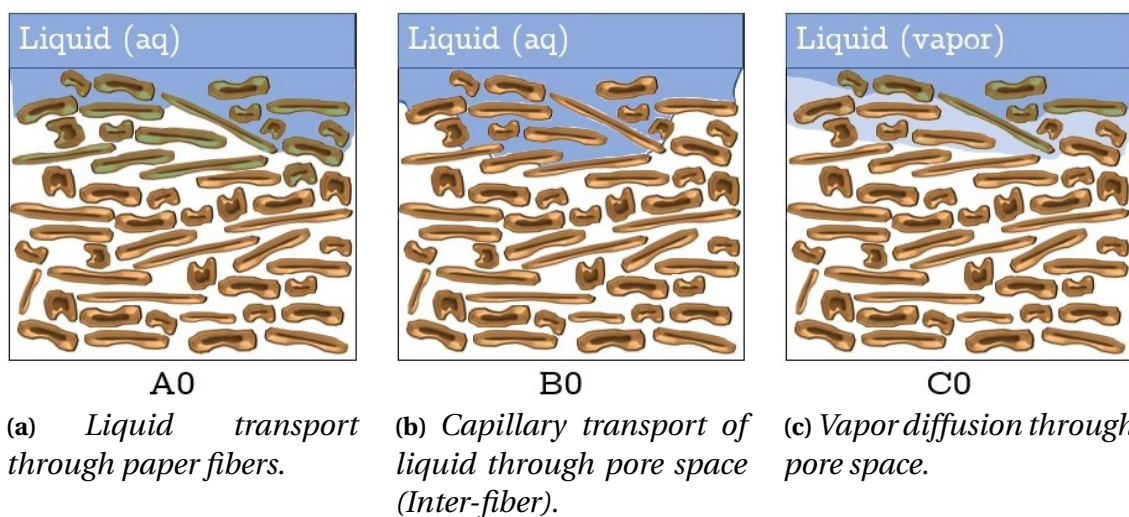 Liquid (aq)
Liquid (aq)
Liquid (vapor)
A0
B0
C0
(a) Liquid transport
through paper fibers.
(b) Capillary transport of
liquid through pore space
(Inter-fiber).
(c) Vapor diffusion through
pore space.